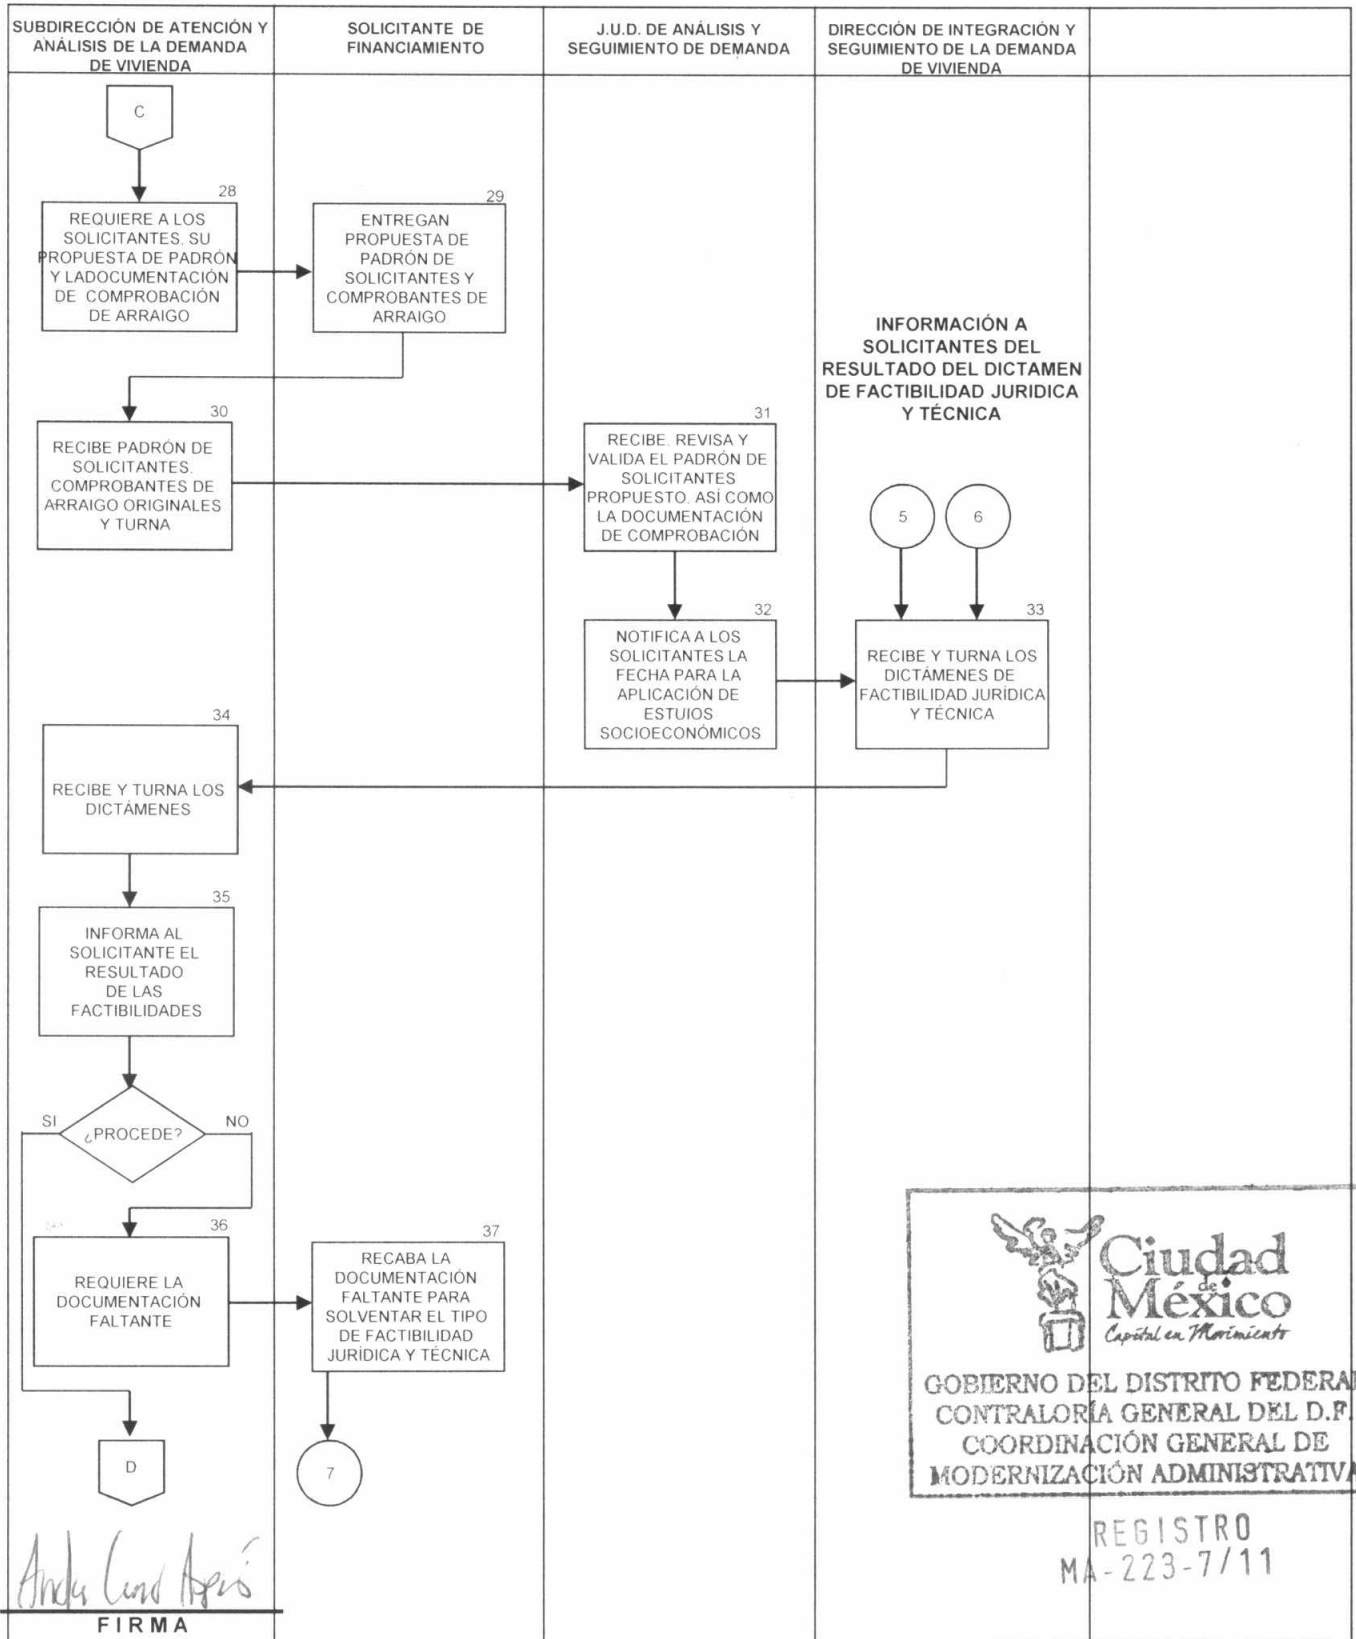 SUBDIRECCIÓN DE ATENCIÓN Y
ANÁLISIS DE LA DEMANDA
DE VIVIENDA
SOLICITANTE DE
FINANCIAMIENTO
J.U.D. DE ANÁLISIS Y
SEGUIMIENTO DE DEMANDA
DIRECCIÓN DE INTEGRACIÓN Y
SEGUIMIENTO DE LA DEMANDA
DE VIVIENDA
C
28
REQUIERE A LOS
SOLICITANTES. SU
PROPUESTA DE PADRÓN
Y LADOCUMENTACIÓN
DE COMPROBACIÓN
DE ARRAIGO
29
ENTREGAN
PROPUESTA DE
PADRÓN DE
SOLICITANTES Y
COMPROBANTES DE
ARRAIGO
30
RECIBE PADRÓN DE
SOLICITANTES.
COMPROBANTES DE
ARRAIGO ORIGINALES
Y TURNA
31
RECIBE. REVISA Y
VALIDA EL PADRÓN DE
SOLICITANTES
PROPUESTO. ASÍ COMO
LA DOCUMENTACIÓN
DE COMPROBACIÓN
INFORMACIÓN A
SOLICITANTES DEL
RESULTADO DEL DICTAMEN
DE FACTIBILIDAD JURIDICA
Y TÉCNICA
5
6
32
NOTIFICA A LOS
SOLICITANTES LA
FECHA PARA LA
APLICACIÓN DE
ESTUIOS
SOCIOECONÓMICOS
33
RECIBE Y TURNA LOS
DICTÁMENES DE
FACTIBILIDAD JURÍDICA
Y TÉCNICA
34
RECIBE Y TURNA LOS
DICTÁMENES
35
INFORMA AL
SOLICITANTE EL
RESULTADO
DE LAS
FACTIBILIDADES
SI
¿PROCEDE?
NO
36
REQUIERE LA
DOCUMENTACIÓN
FALTANTE
37
RECABA LA
DOCUMENTACIÓN
FALTANTE PARA
SOLVENTAR EL TIPO
DE FACTIBILIDAD
JURÍDICA Y TÉCNICA
D
7
FIRMA
Ciudad
de
México
Capital en Movimiento
GOBIERNO DEL DISTRITO FEDERAL
CONTRALORÍA GENERAL DEL D.F.
COORDINACIÓN GENERAL DE
MODERNIZACIÓN ADMINISTRATIVA
REGISTRO
MA-223-7/11